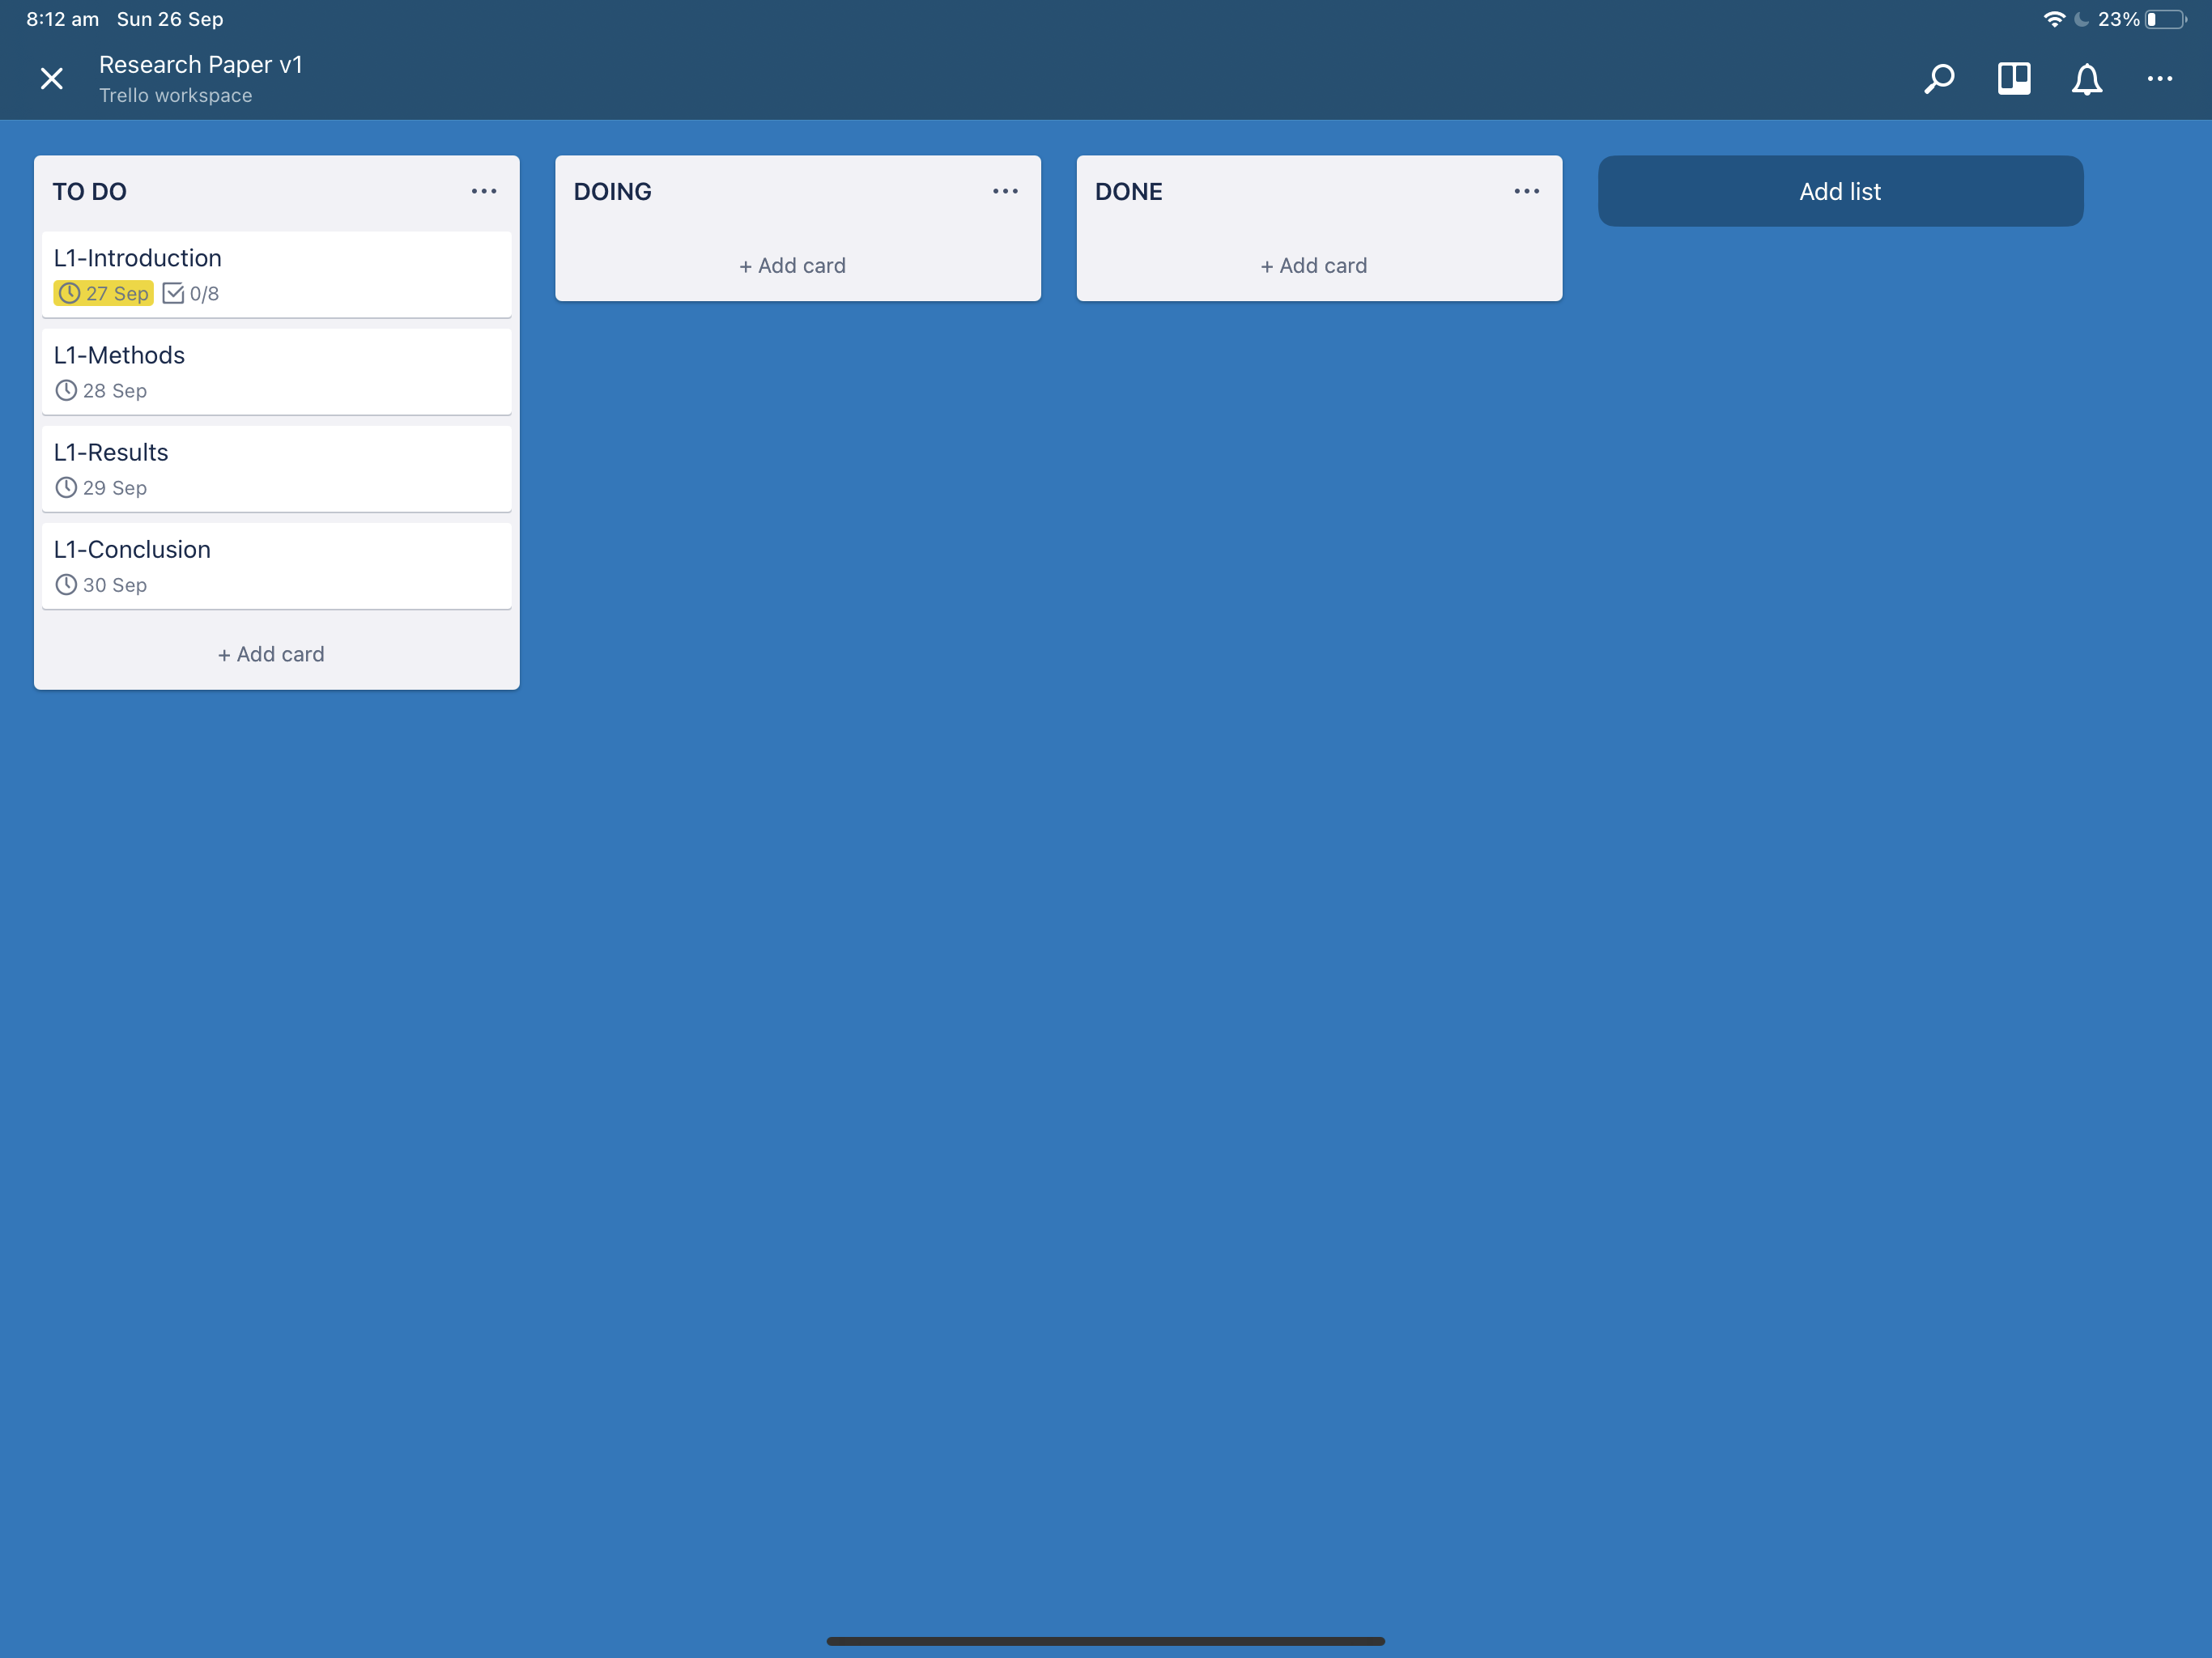 8:12 am Sun 26 Sep
23%
Research Paper v1
Trello workspace
TO DO
L1-Introduction
27 Sep 0/8
L1-Methods
28 Sep
L1-Results
29 Sep
L1-Conclusion
30 Sep
+ Add card
DOING
+ Add card
DONE
+ Add card
Add list